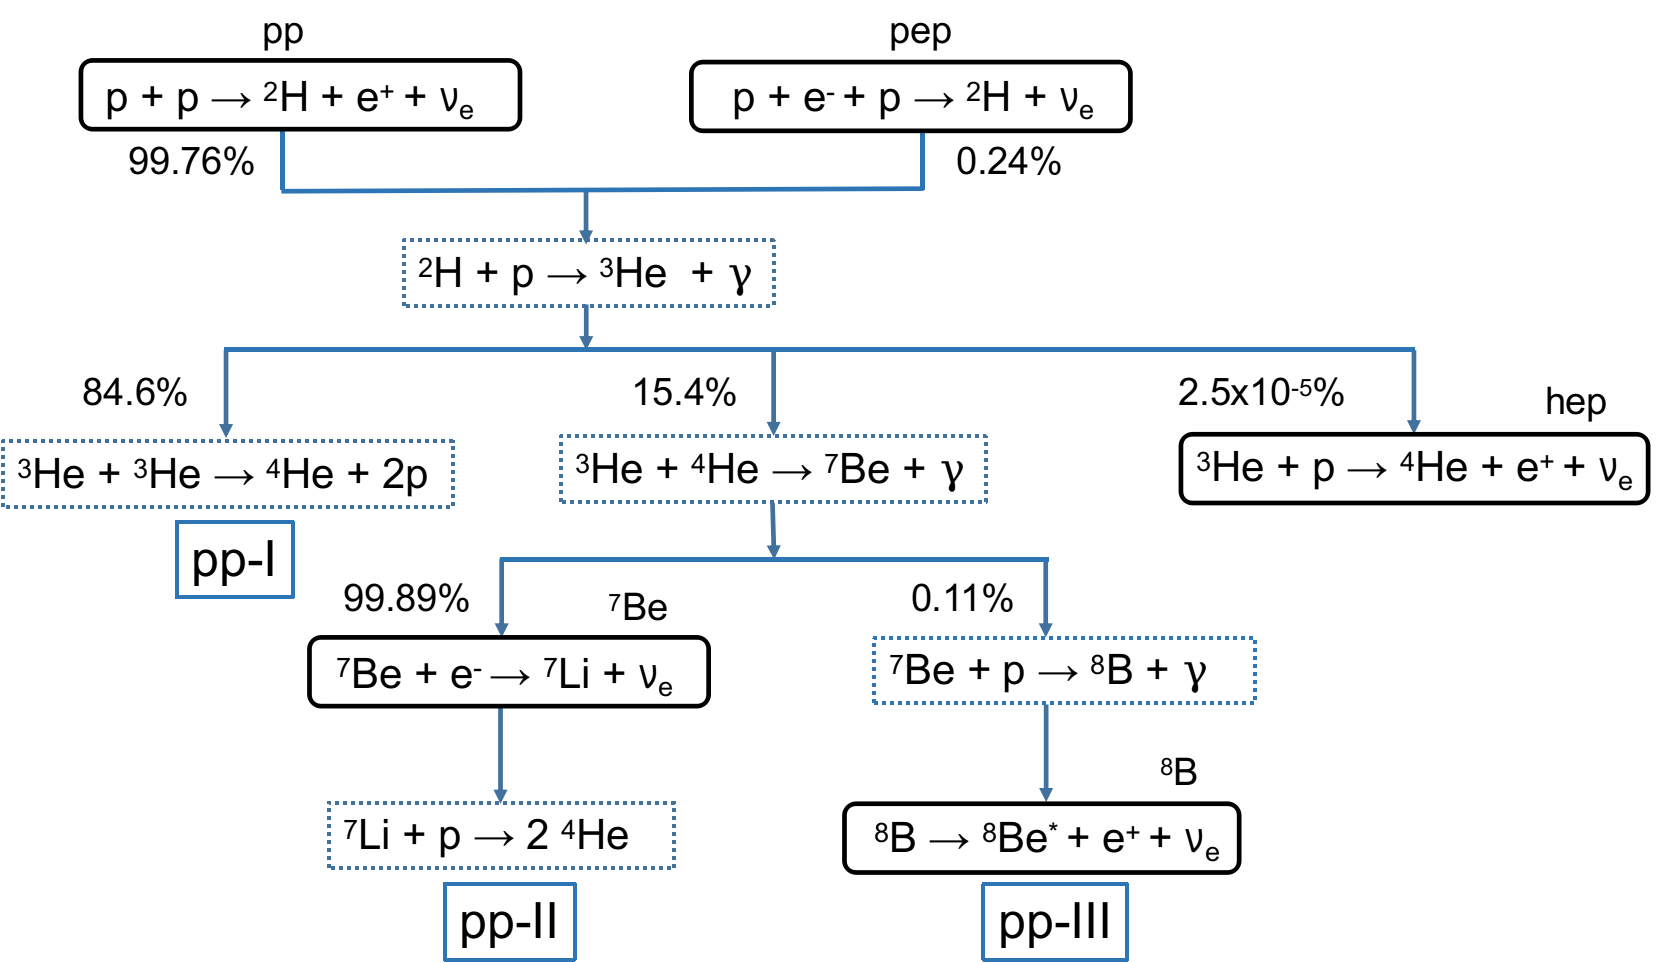 pp
pep
p + p → ²H + e⁺ + νₑ
p + e⁻ + p → ²H + νₑ
99.76%
0.24%
²H + p → ³He + γ
84.6%
15.4%
2.5x10⁻⁵%
hep
³He + ³He → ⁴He + 2p
³He + ⁴He → ⁷Be + γ
³He + p → ⁴He + e⁺ + νₑ
pp-I
99.89%
⁷Be
0.11%
⁷Be + e⁻ → ⁷Li + νₑ
⁷Be + p → ⁸B + γ
⁸B
⁷Li + p → 2 ⁴He
⁸B → ⁸Be* + e⁺ + νₑ
pp-II
pp-III